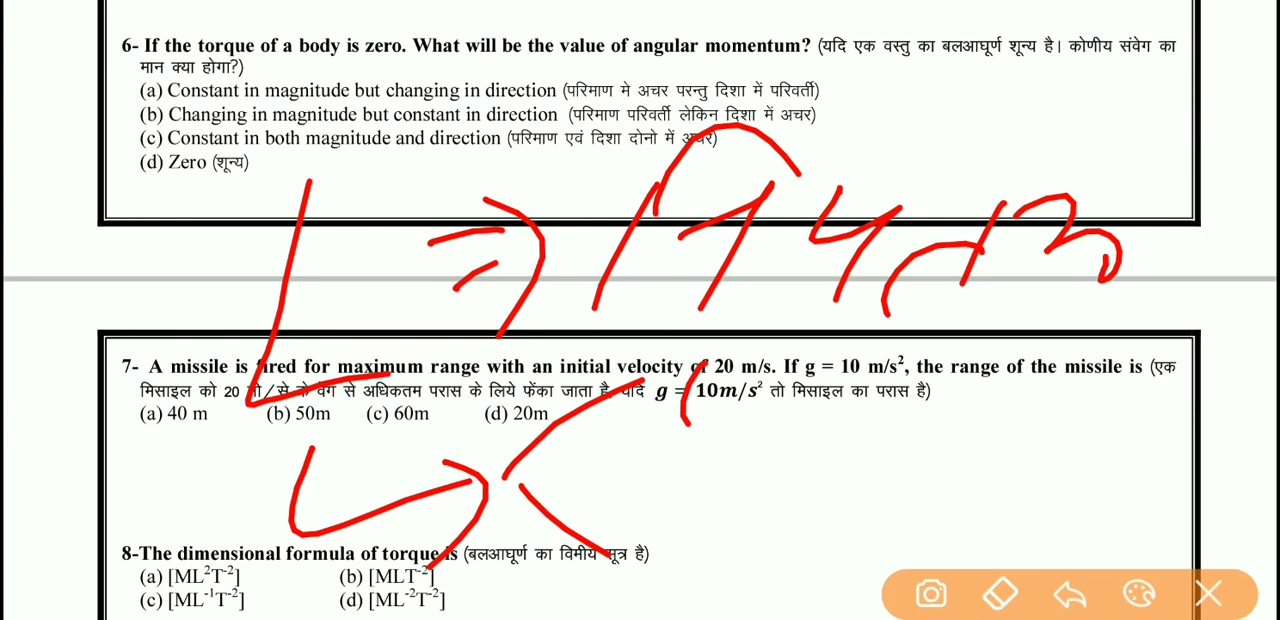 6- If the torque of a body is zero. What will be the value of angular momentum? (यदि एक वस्तु का बलआघूर्ण शून्य है। कोणीय संवेग का
मान क्या होगा?)
(a) Constant in magnitude but changing in direction (परिमाण मे अचर परन्तु दिशा में परिवर्ती)
(b) Changing in magnitude but constant in direction (परिमाण परिवर्ती लेकिन दिशा में अचर)
(c) Constant in both magnitude and direction (परिमाण एवं दिशा दोनो में अचर)
(d) Zero (शून्य)
7- A missile is fired for maximum range with an initial velocity of 20 m/s. If g = 10 m/s², the range of the missile is (एक
मिसाइल को 20 मी/से के वेग से अधिकतम परास के लिये फेंका जाता है, यदि g = 10m/s² तो मिसाइल का परास है)
(a) 40 m (b) 50m (c) 60m (d) 20m
8-The dimensional formula of torque is (बलआघूर्ण का विमीय सूत्र है)
(a) [ML²T⁻²] (b) [MLT⁻²]
(c) [ML⁻¹T⁻²] (d) [ML⁻²T⁻²]